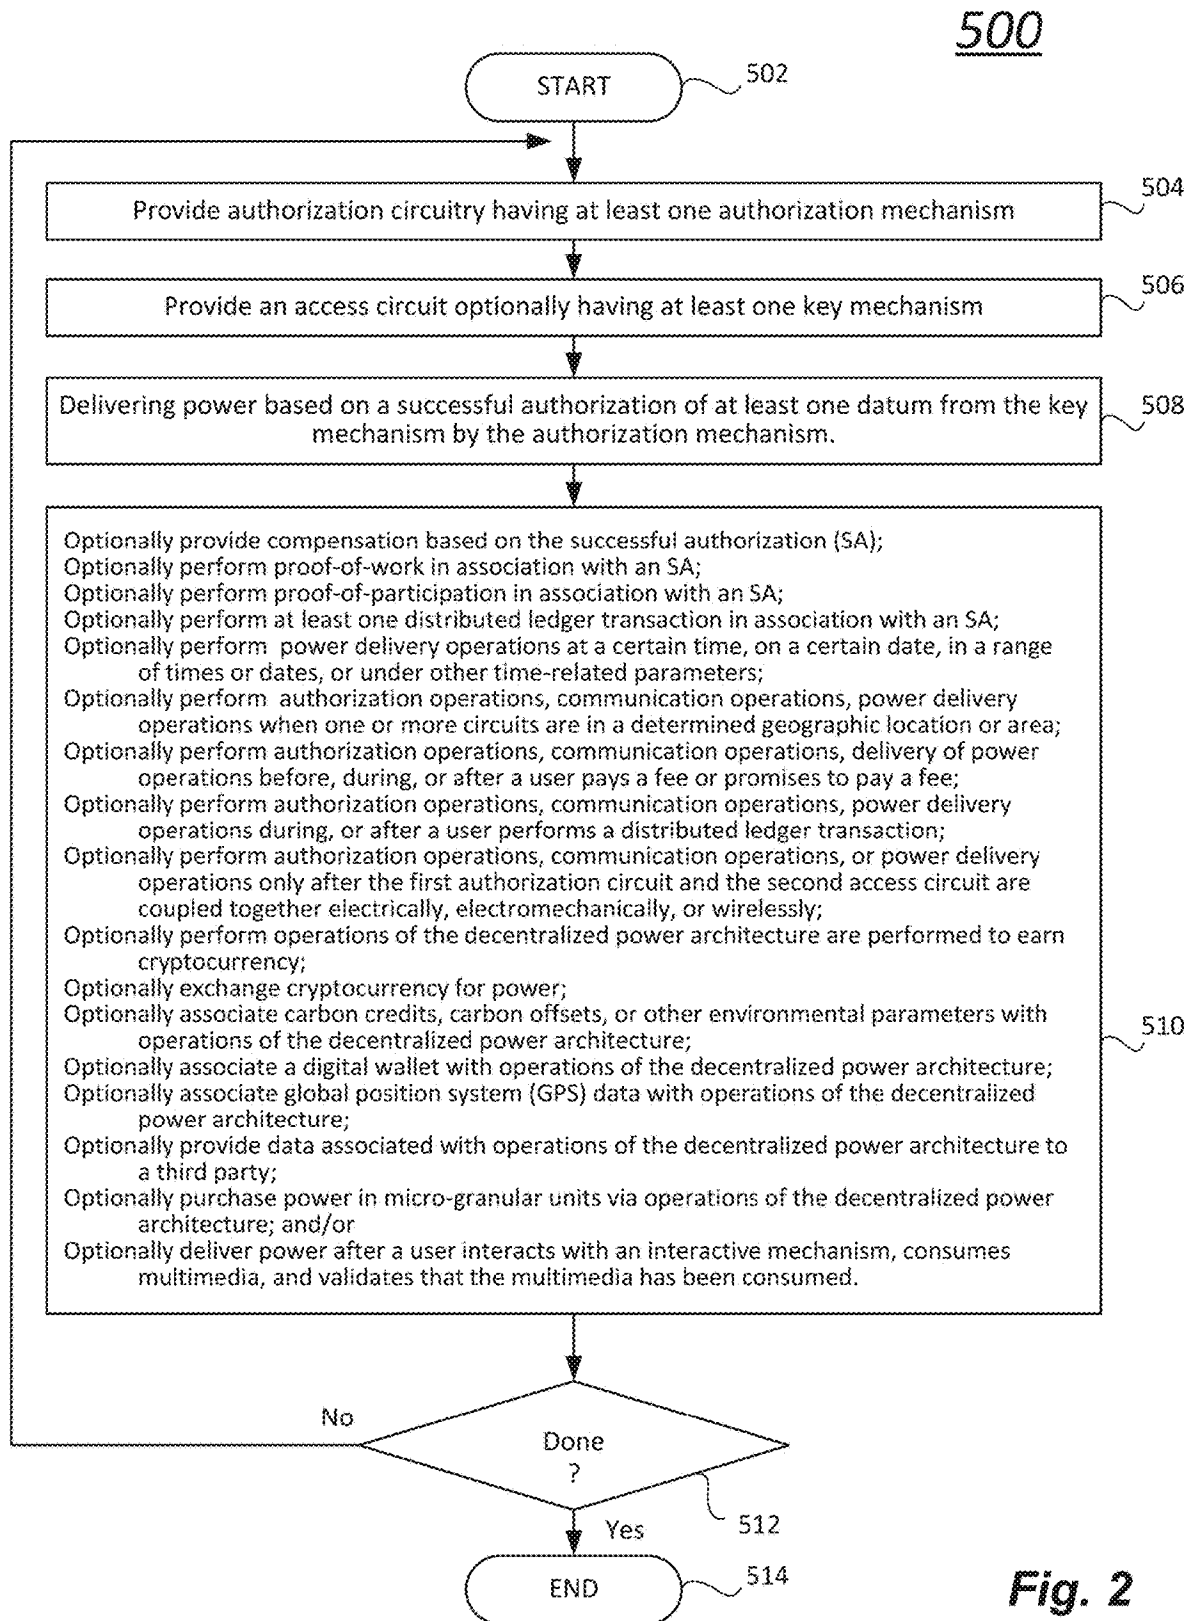 500
START
502
504
Provide authorization circuitry having at least one authorization mechanism
506
Provide an access circuit optionally having at least one key mechanism
Delivering power based on a successful authorization of at least one datum from the key
mechanism by the authorization mechanism.
508
Optionally provide compensation based on the successful authorization (SA);
Optionally perform proof-of-work in association with an SA;
Optionally perform proof-of-participation in association with an SA;
Optionally perform at least one distributed ledger transaction in association with an SA;
Optionally perform power delivery operations at a certain time, on a certain date, in a range
of times or dates, or under other time-related parameters;
Optionally perform authorization operations, communication operations, power delivery
operations when one or more circuits are in a determined geographic location or area;
Optionally perform authorization operations, communication operations, delivery of power
operations before, during, or after a user pays a fee or promises to pay a fee;
Optionally perform authorization operations, communication operations, power delivery
operations during, or after a user performs a distributed ledger transaction;
Optionally perform authorization operations, communication operations, or power delivery
operations only after the first authorization circuit and the second access circuit are
coupled together electrically, electromechanically, or wirelessly;
Optionally perform operations of the decentralized power architecture are performed to earn
cryptocurrency;
Optionally exchange cryptocurrency for power;
Optionally associate carbon credits, carbon offsets, or other environmental parameters with
operations of the decentralized power architecture;
510
Optionally associate a digital wallet with operations of the decentralized power architecture;
Optionally associate global position system (GPS) data with operations of the decentralized
power architecture;
Optionally provide data associated with operations of the decentralized power architecture to
a third party;
Optionally purchase power in micro-granular units via operations of the decentralized power
architecture; and/or
Optionally deliver power after a user interacts with an interactive mechanism, consumes
multimedia, and validates that the multimedia has been consumed.
No
Done
?
512
Yes
END
514
Fig. 2